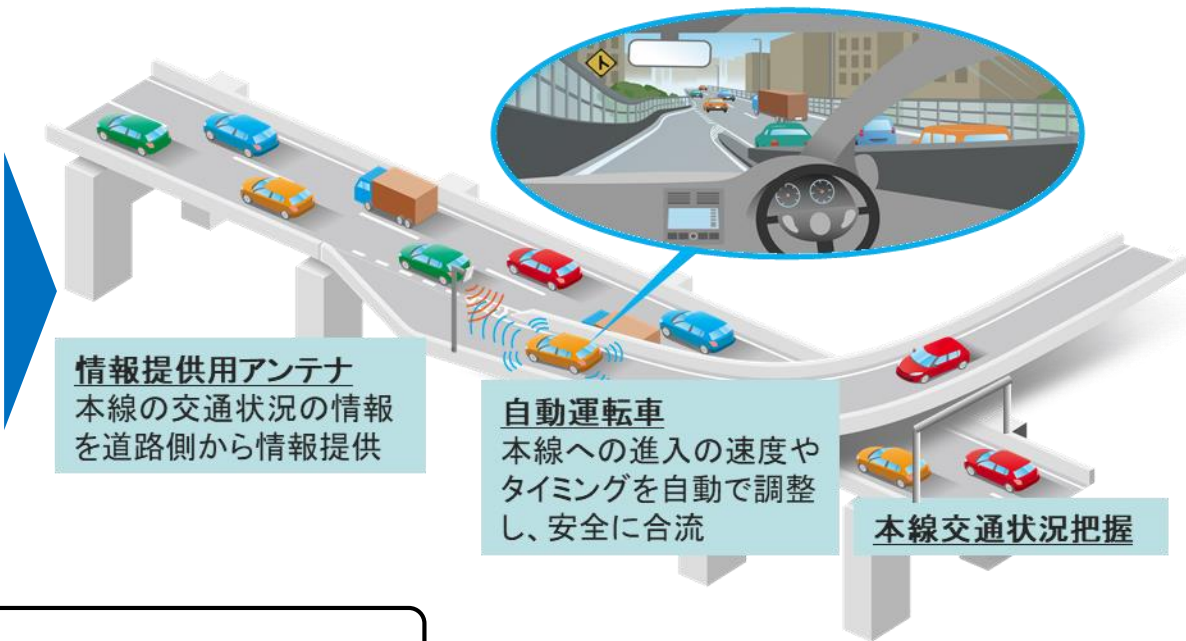 情報提供用アンテナ
本線の交通状況の情報
を道路側から情報提供
自動運転車
本線への進入の速度や
タイミングを自動で調整
し、安全に合流
本線交通状況把握